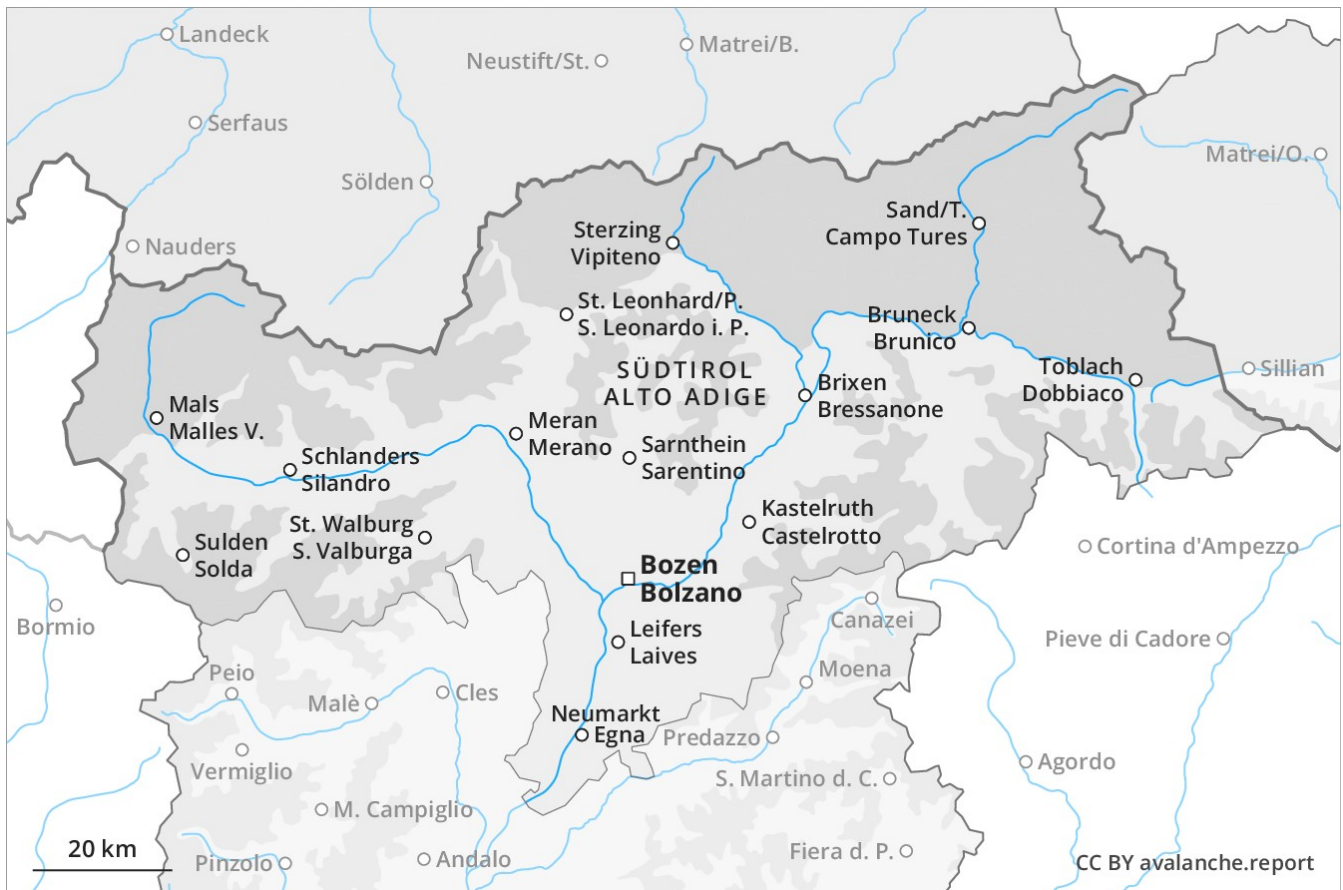 Landeck
Neustift/St.
Matrei/B.
Serfaus
Matrei/O.
Sölden
Nauders
Sterzing
Vipiteno
Sand/T.
Campo Tures
St. Leonhard/P.
S. Leonardo i. P.
Bruneck
Brunico
SÜDTIROL
ALTO ADIGE
Toblach
Dobbiaco
Sillian
Brixen
Bressanone
Mals
Malles V.
Meran
Merano
Sarnthein
Sarentino
Schlanders
Silandro
St. Walburg
S. Valburga
Kastelruth
Castelrotto
Sulden
Solda
Cortina d'Ampezzo
Bozen
Bolzano
Bormio
Canazei
Leifers
Laives
Pieve di Cadore
Peio
Moena
Malè
Cles
Neumarkt
Egna
Predazzo
Vermiglio
Agordo
S. Martino d. C.
M. Campiglio
20 km
Pinzolo
Andalo
Fiera d. P.
CC BY avalanche.report